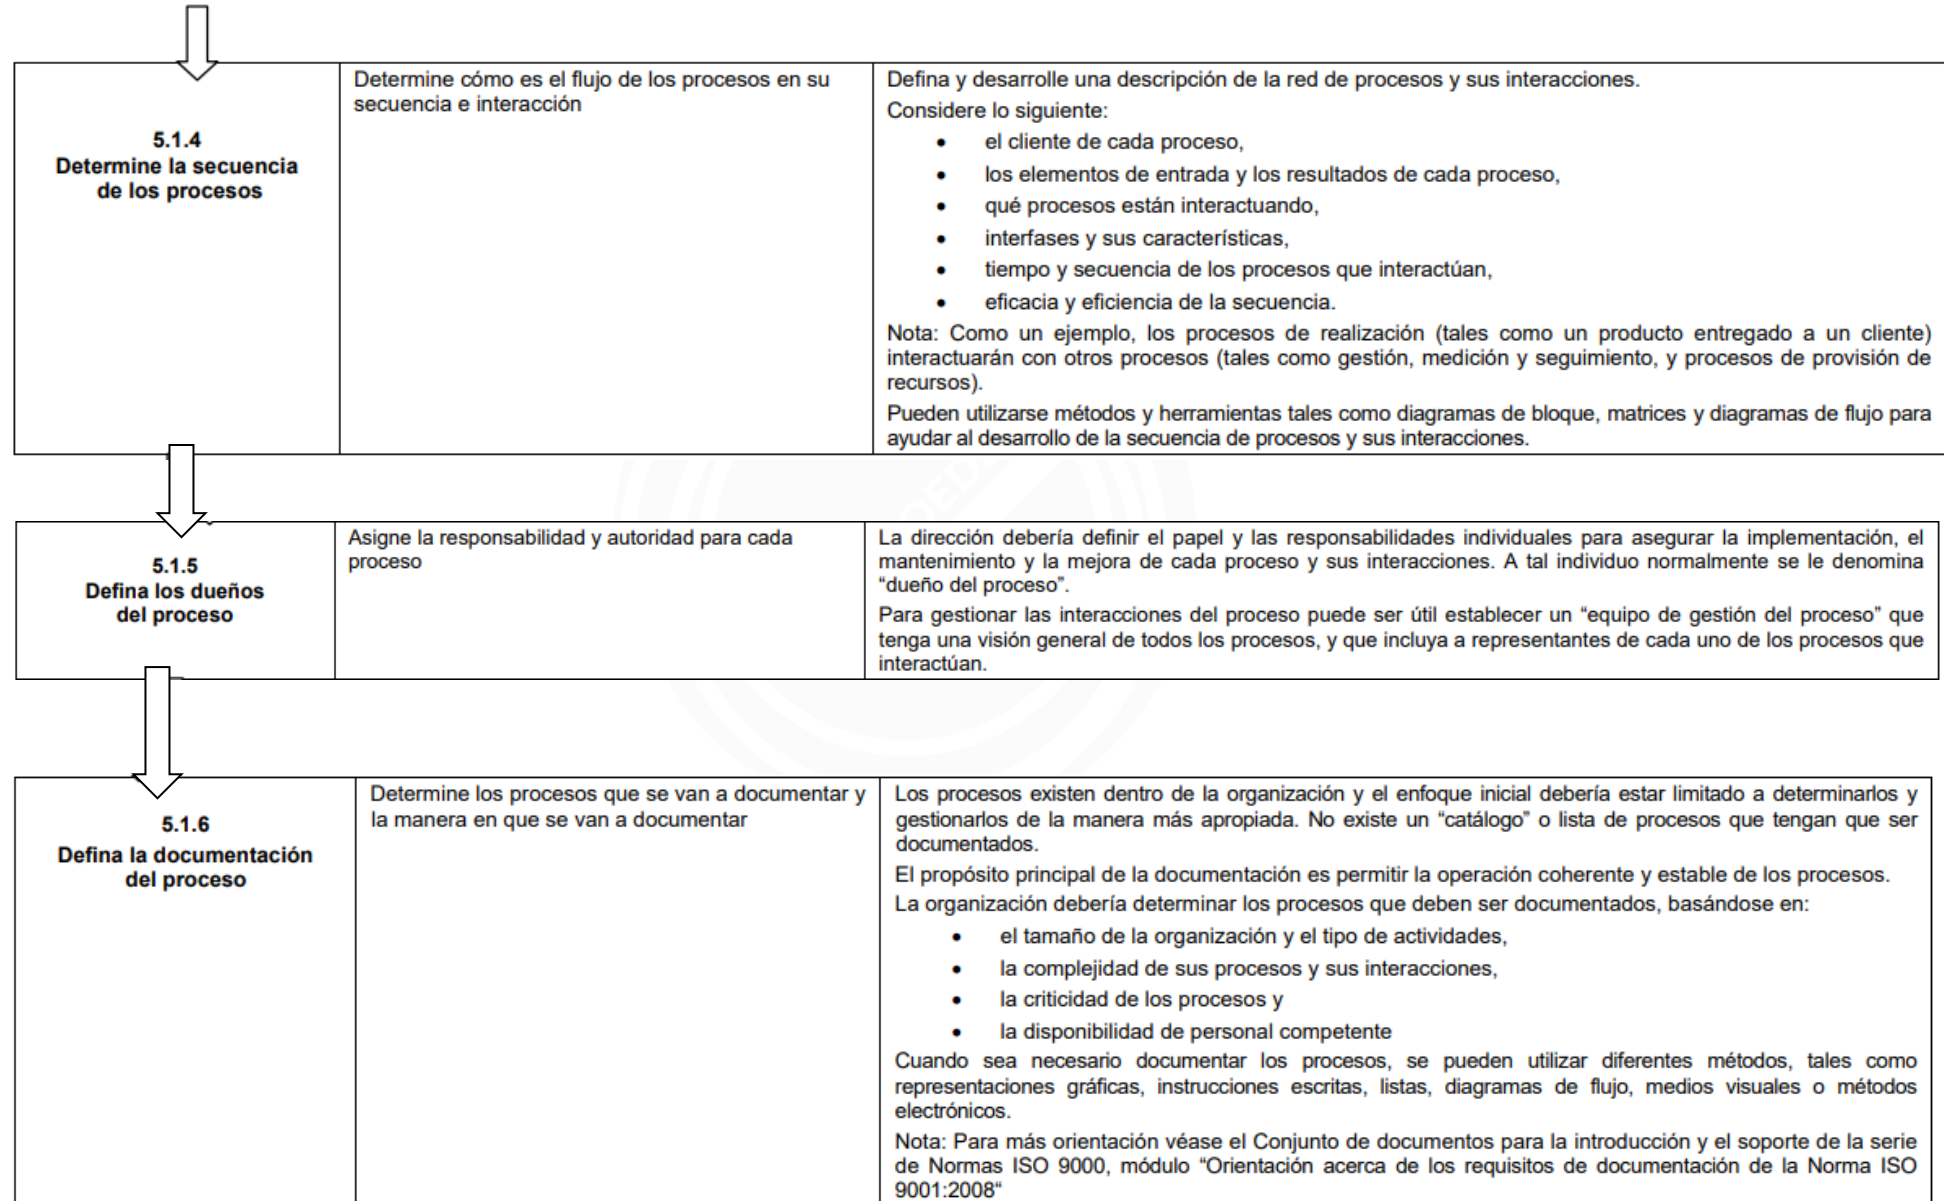 5.1.4
Determine la secuencia
de los procesos
Determine cómo es el flujo de los procesos en su
secuencia e interacción
Defina y desarrolle una descripción de la red de procesos y sus interacciones.
Considere lo siguiente:
• el cliente de cada proceso,
• los elementos de entrada y los resultados de cada proceso,
• qué procesos están interactuando,
• interfases y sus características,
• tiempo y secuencia de los procesos que interactúan,
• eficacia y eficiencia de la secuencia.
Nota: Como un ejemplo, los procesos de realización (tales como un producto entregado a un cliente)
interactuarán con otros procesos (tales como gestión, medición y seguimiento, y procesos de provisión de
recursos).
Pueden utilizarse métodos y herramientas tales como diagramas de bloque, matrices y diagramas de flujo para
ayudar al desarrollo de la secuencia de procesos y sus interacciones.
5.1.5
Defina los dueños
del proceso
Asigne la responsabilidad y autoridad para cada
proceso
La dirección debería definir el papel y las responsabilidades individuales para asegurar la implementación, el
mantenimiento y la mejora de cada proceso y sus interacciones. A tal individuo normalmente se le denomina
“dueño del proceso”.
Para gestionar las interacciones del proceso puede ser útil establecer un “equipo de gestión del proceso” que
tenga una visión general de todos los procesos, y que incluya a representantes de cada uno de los procesos que
interactúan.
5.1.6
Defina la documentación
del proceso
Determine los procesos que se van a documentar y
la manera en que se van a documentar
Los procesos existen dentro de la organización y el enfoque inicial debería estar limitado a determinarlos y
gestionarlos de la manera más apropiada. No existe un “catálogo” o lista de procesos que tengan que ser
documentados.
El propósito principal de la documentación es permitir la operación coherente y estable de los procesos.
La organización debería determinar los procesos que deben ser documentados, basándose en:
• el tamaño de la organización y el tipo de actividades,
• la complejidad de sus procesos y sus interacciones,
• la criticidad de los procesos y
• la disponibilidad de personal competente
Cuando sea necesario documentar los procesos, se pueden utilizar diferentes métodos, tales como
representaciones gráficas, instrucciones escritas, listas, diagramas de flujo, medios visuales o métodos
electrónicos.
Nota: Para más orientación véase el Conjunto de documentos para la introducción y el soporte de la serie
de Normas ISO 9000, módulo “Orientación acerca de los requisitos de documentación de la Norma ISO
9001:2008“